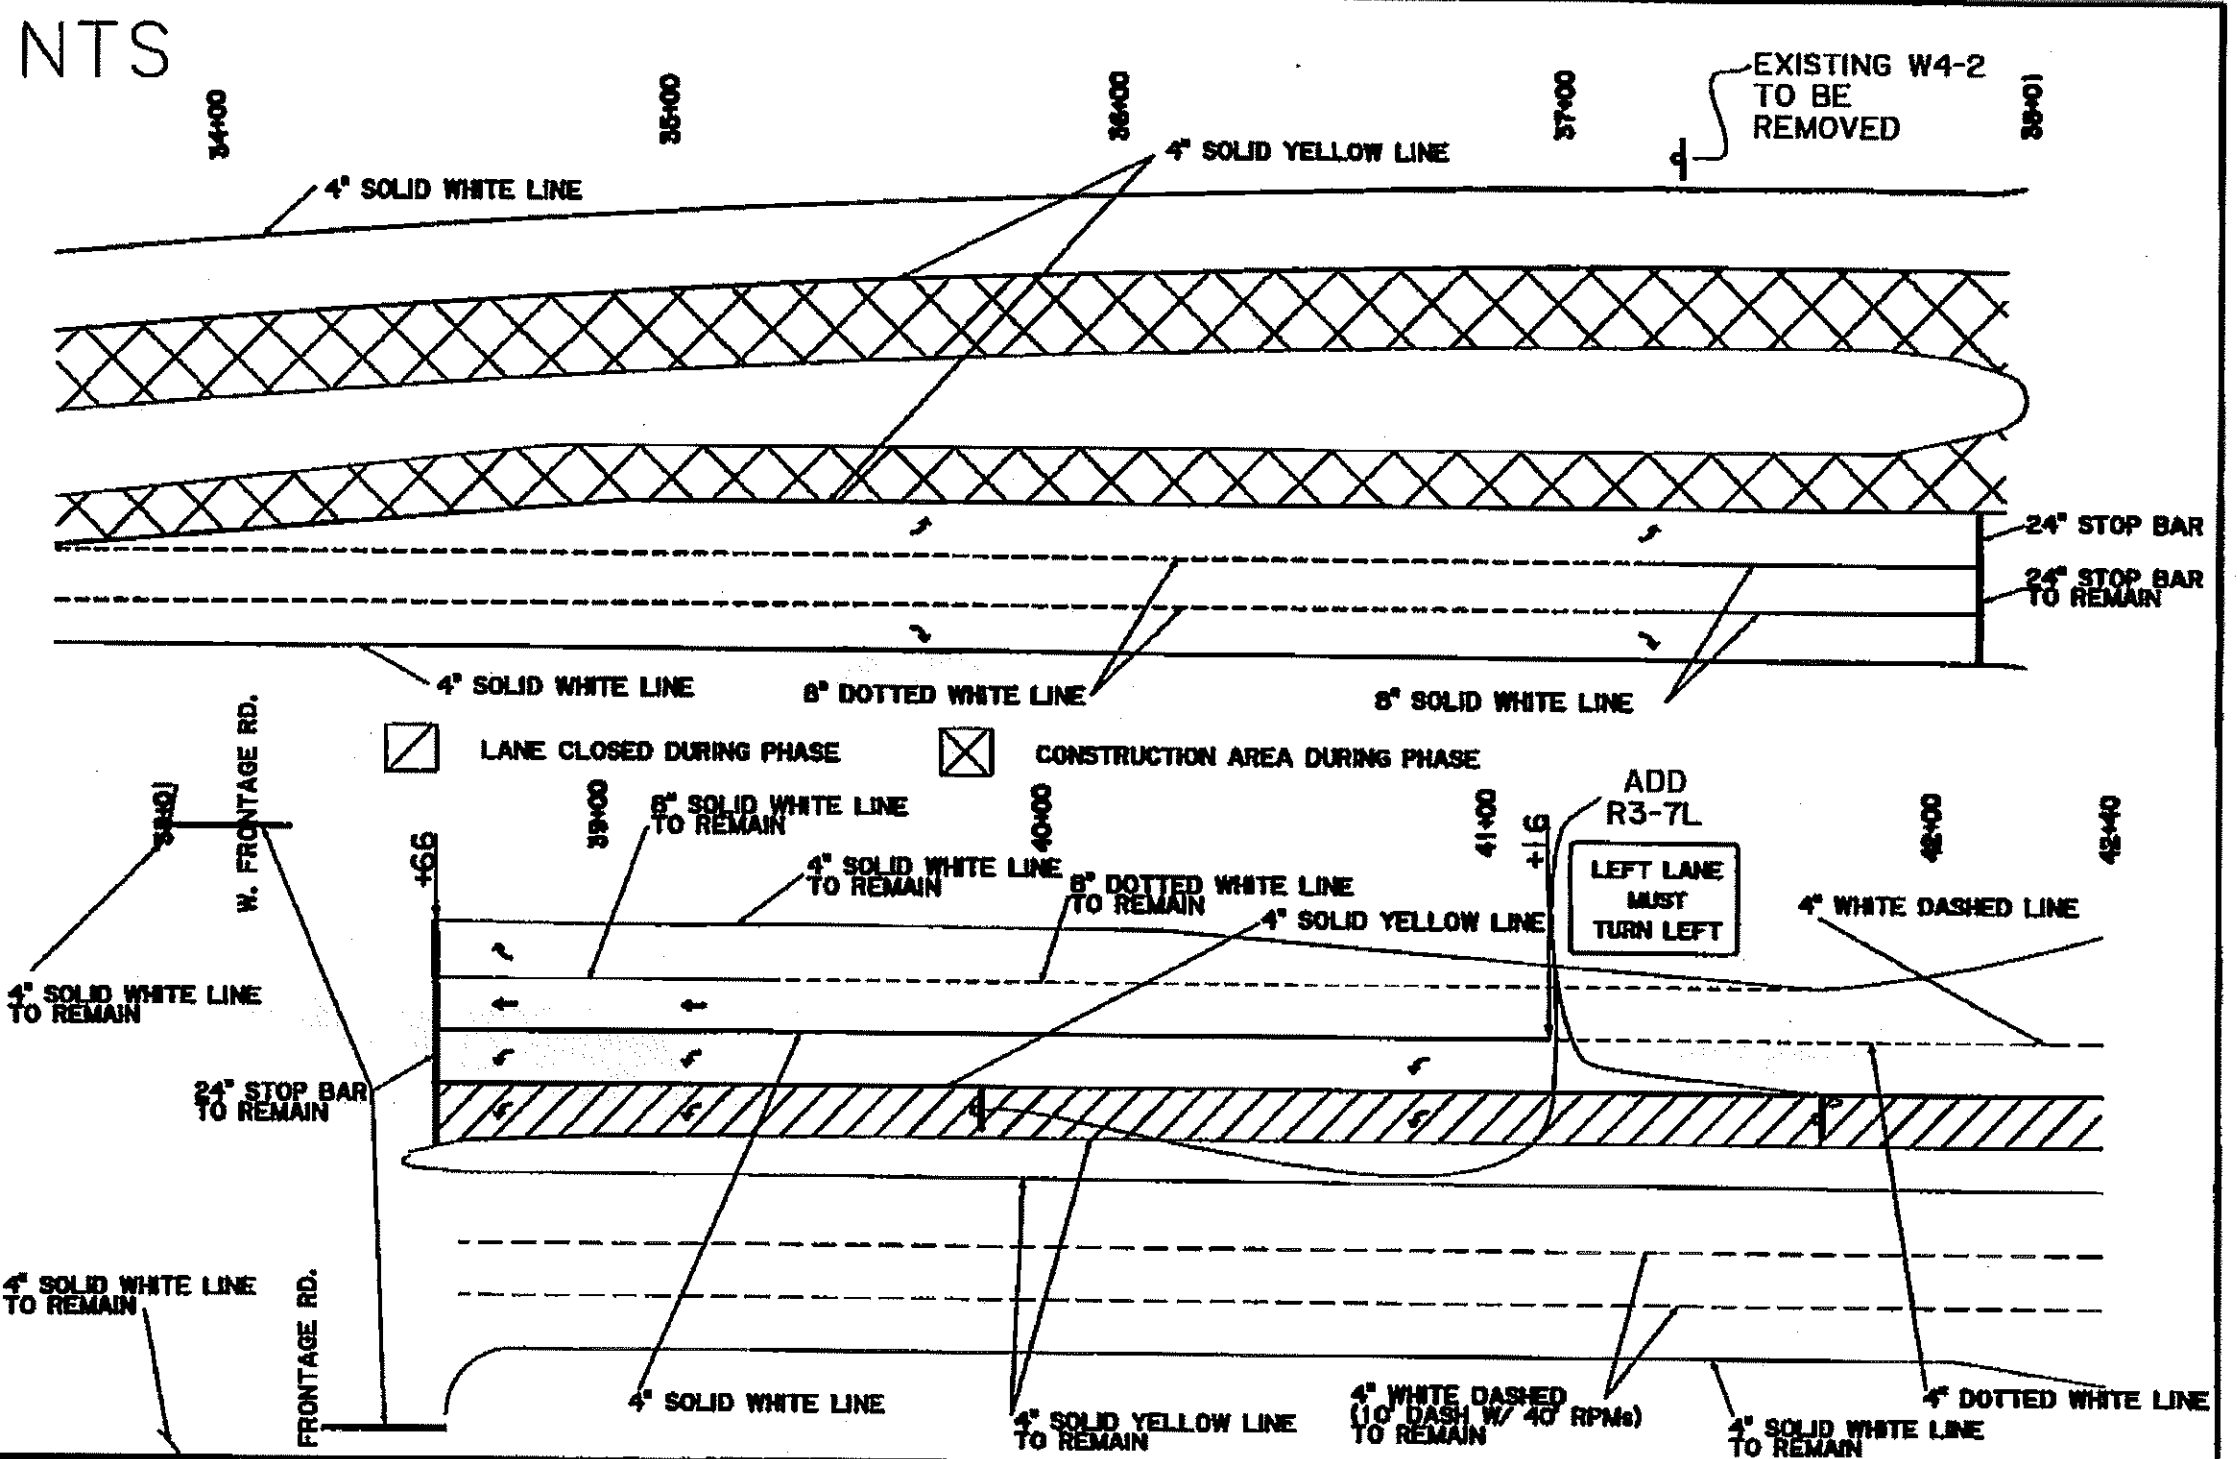 NTS
34+00
35+00
36+00
37+00
38+01
EXISTING W4-2
TO BE
REMOVED
4" SOLID YELLOW LINE
4" SOLID WHITE LINE
24" STOP BAR
24" STOP BAR
TO REMAIN
4" SOLID WHITE LINE
8" DOTTED WHITE LINE
8" SOLID WHITE LINE
LANE CLOSED DURING PHASE
CONSTRUCTION AREA DURING PHASE
38+01
W. FRONTAGE RD.
+66
39+00
8" SOLID WHITE LINE
TO REMAIN
4" SOLID WHITE LINE
TO REMAIN
40+00
8" DOTTED WHITE LINE
TO REMAIN
4" SOLID YELLOW LINE
41+00
+16
ADD
R3-7L
LEFT LANE
MUST
TURN LEFT
42+00
42+40
4" WHITE DASHED LINE
4" SOLID WHITE LINE
TO REMAIN
24" STOP BAR
TO REMAIN
4" SOLID WHITE LINE
TO REMAIN
FRONTAGE RD.
4" SOLID WHITE LINE
4" SOLID YELLOW LINE
TO REMAIN
4" WHITE DASHED
(10' DASH W/ 40' RPMs)
TO REMAIN
4" DOTTED WHITE LINE
4" SOLID WHITE LINE
TO REMAIN